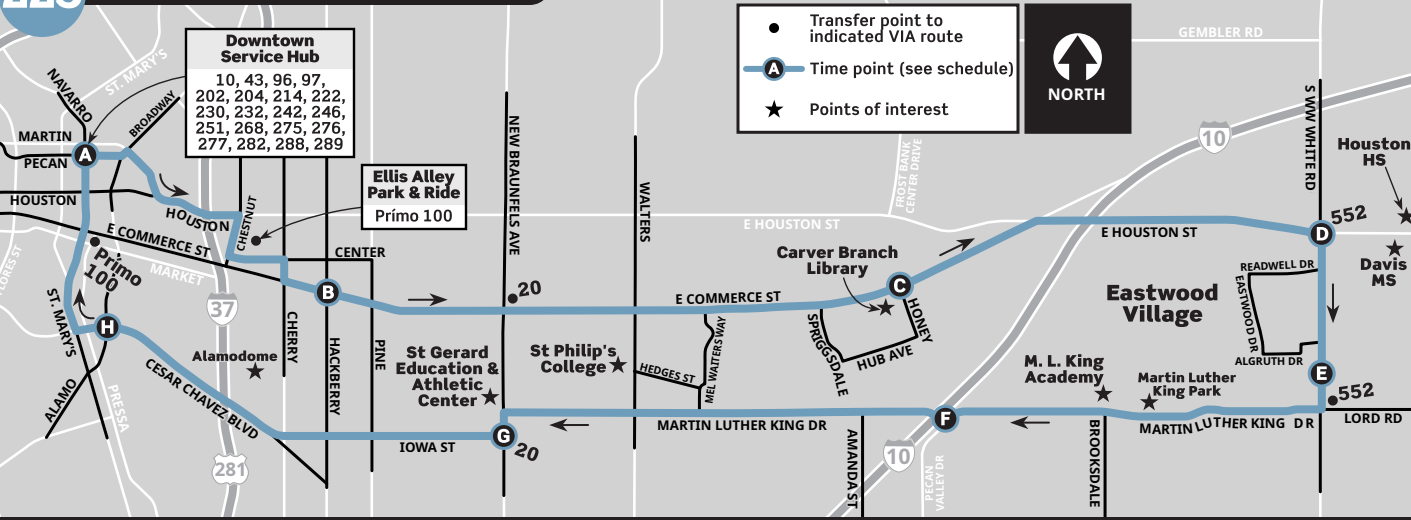 Downtown
Service Hub
10, 43, 96, 97,
202, 204, 214, 222,
230, 232, 242, 246,
251, 268, 275, 276,
277, 282, 288, 289
Ellis Alley
Park & Ride
Prímo 100
Transfer point to
indicated VIA route
A
Time point (see schedule)
Points of interest
NORTH
GEMBLER RD
10
S WW WHITE RD
Houston
HS
NAVARRO
ST. MARY'S
BROADWAY
MARTIN
A
PECAN
HOUSTON
HOUSTON
CHESTNUT
E COMMERCE ST
MARKET
Prímo
100
CENTER
NEW BRAUNFELS AVE
WALTERS
FROST BANK
CENTER DRIVE
E HOUSTON ST
E HOUSTON ST
D
552
Davis
MS
Carver Branch
Library
C
HONEY
B
20
E COMMERCE ST
37
ST. MARY'S
H
CHERRY
HACKBERRY
PINE
Alamodome
St Gerard
Education &
Athletic
Center
St Philip's
College
HEDGES ST
MEL WAITERS WAY
SPRIGGSDALE
HUB AVE
READWELL DR
EASTWOOD DR
ALGRUTH DR
Eastwood
Village
M. L. King
Academy
Martin Luther
King Park
E
552
ALAMO
PRESSA
CESAR CHAVEZ BLVD
281
IOWA ST
G
20
MARTIN LUTHER KING DR
F
AMANDA ST
10
PECAN
VALLEY DR
BROOKSDALE
MARTIN LUTHER KING DR
LORD RD